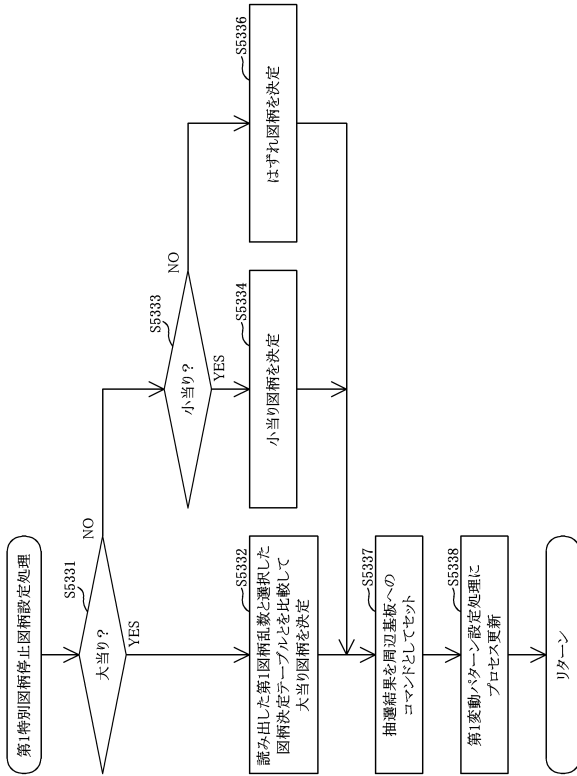 第1特別図柄停止図柄設定処理
S5331
大当り？
NO
YES
S5333
小当り？
NO
YES
S5332
読み出した第1図柄乱数と選択した
図柄決定テーブルとを比較して
大当り図柄を決定
S5334
小当り図柄を決定
S5336
はずれ図柄を決定
S5337
抽選結果を周辺基板への
コマンドとしてセット
S5338
第1変動パターン設定処理に
プロセス更新
リターン